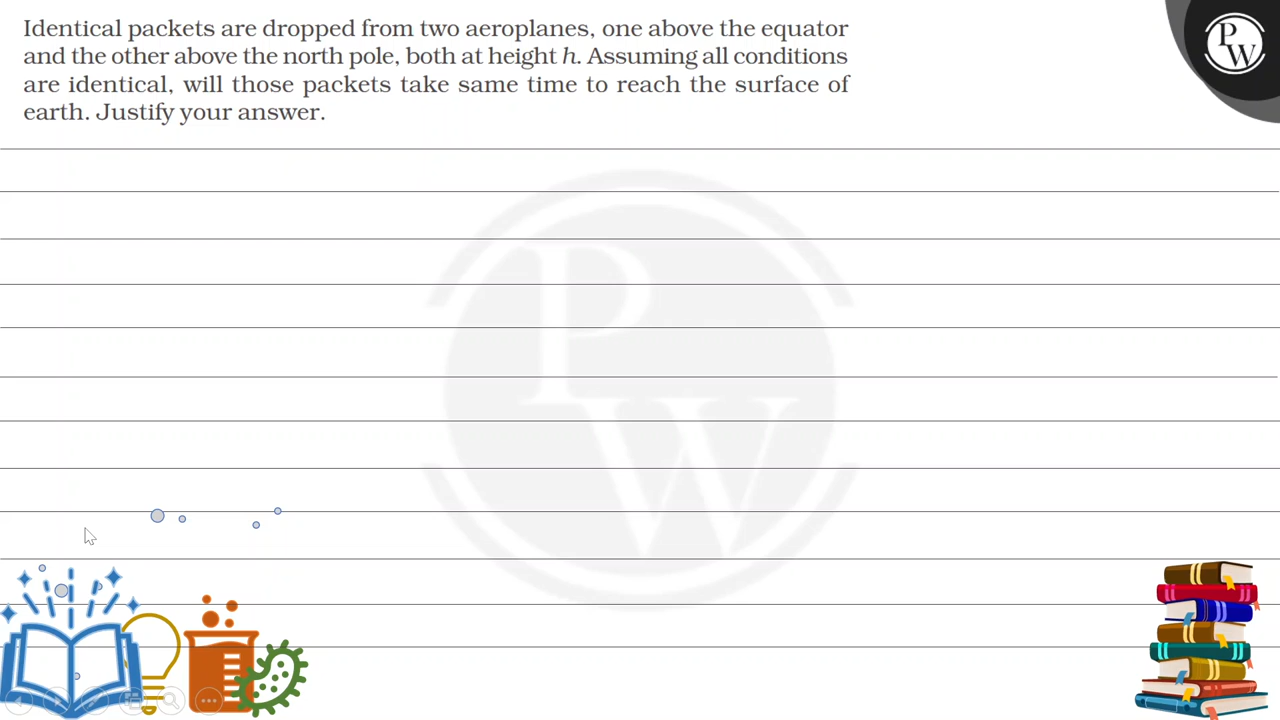 Identical packets are dropped from two aeroplanes, one above the equator
and the other above the north pole, both at height h. Assuming all conditions
are identical, will those packets take same time to reach the surface of
earth. Justify your answer.
P
W
P
W